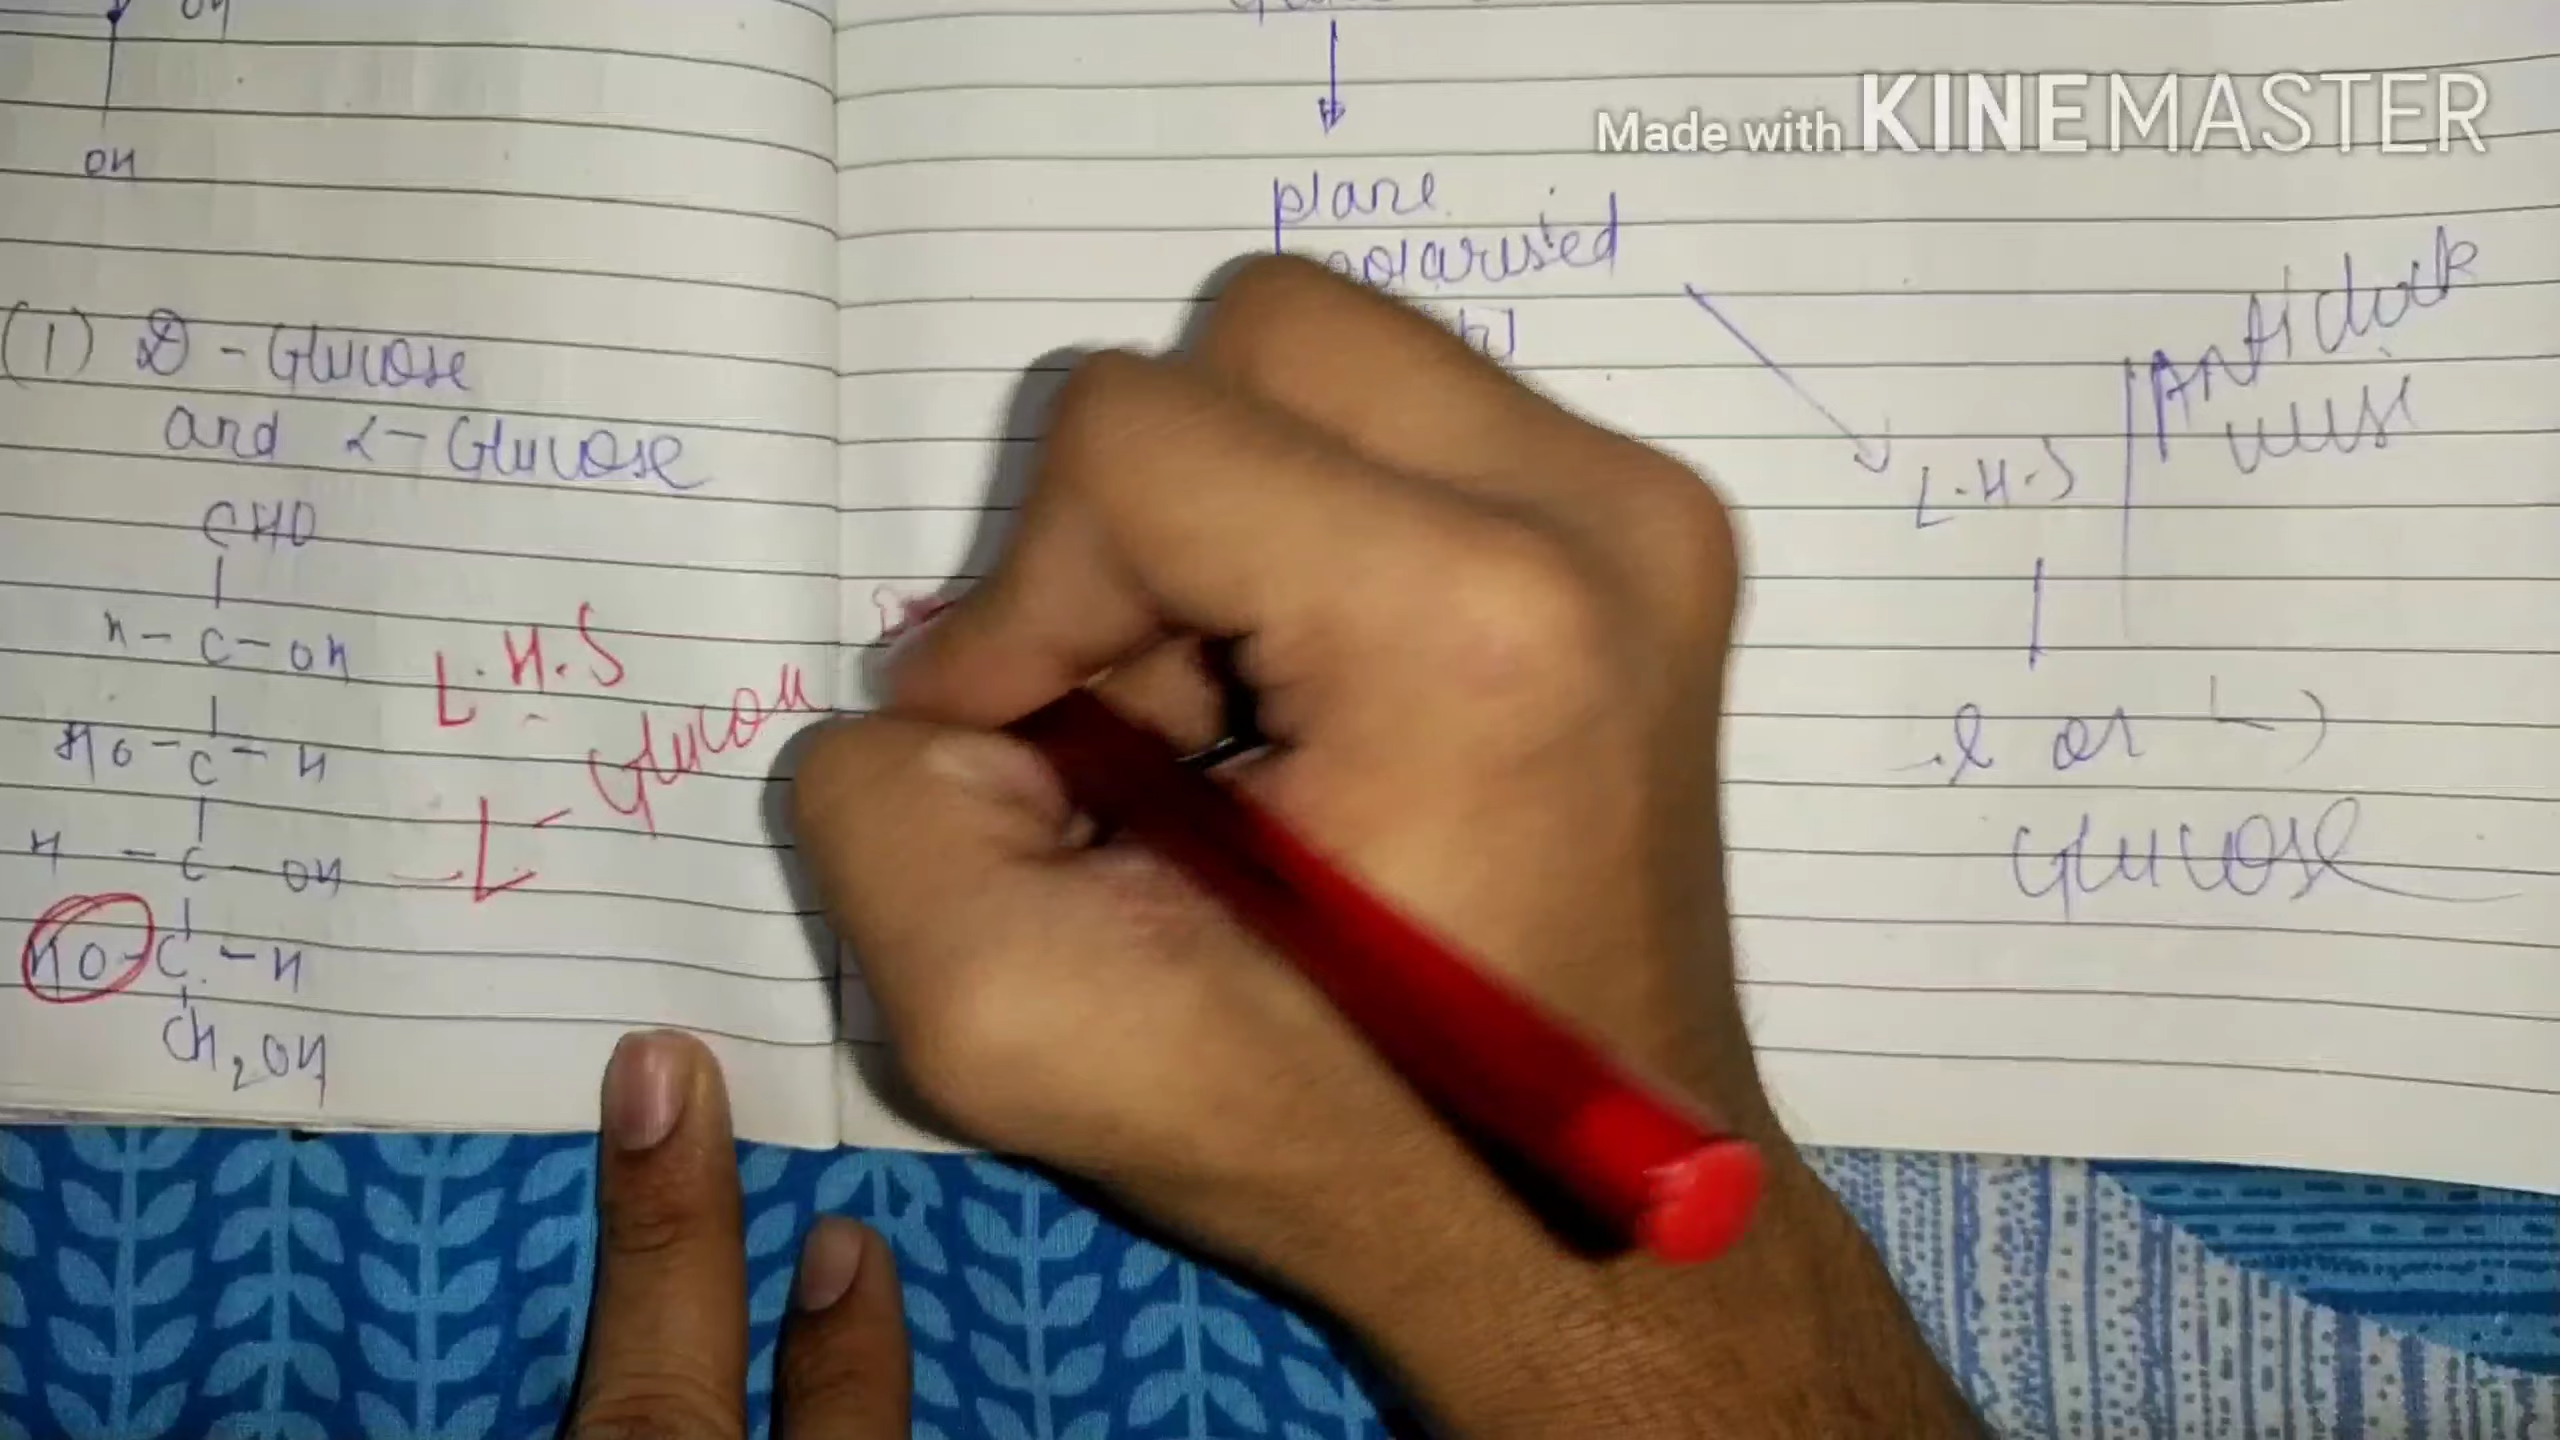 OH
OH
(1) D - Glucose
and L- Glucose
CHO
H - C - OH
HO - C - H
H - C - OH
HO - C - H
CH2OH
L.H.S
L - Glucose
Made with KINEMASTER
plane
polarised
L.H.S
Anticlock
wise
l or (-)
Glucose